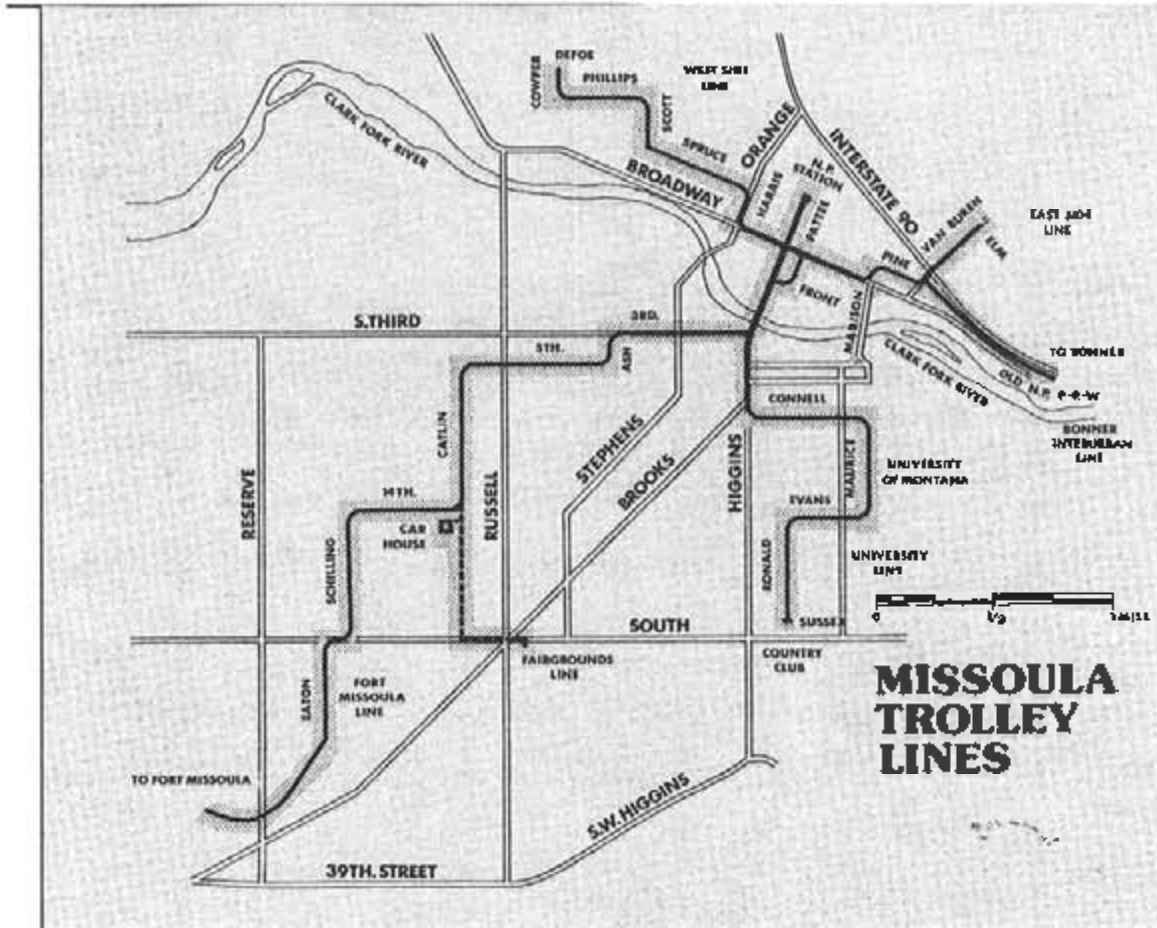 DEFOE
COWPER
PHILLIPS
SCOTT
WEST SIDE
LINE
CLARK FORK RIVER
SPRUCE
ORANGE
INTERSTATE 90
BROADWAY
HARRIS
N.P.
STATION
PATTEE
VAN BUREN
ELM
EAST SIDE
LINE
PINE
FRONT
MADISON
S.THIRD
3RD.
5TH.
ASH
CLARK FORK RIVER
TO BONNER
OLD N.P. R-R-W
BONNER
INTERURBAN
LINE
CONNELL
CATLIN
STEPHENS
BROOKS
HIGGINS
MAURICE
UNIVERSITY
OF MONTANA
RESERVE
14TH.
RUSSELL
EVANS
CAR
HOUSE
SCHILLING
RONALD
UNIVERSITY
LINE
0
1/2
SUSSEX
SOUTH
FAIRGROUNDS
LINE
COUNTRY
CLUB
EATON
FORT
MISSOULA
LINE
MISSOULA
TROLLEY
LINES
TO FORT MISSOULA
S.W. HIGGINS
39TH. STREET